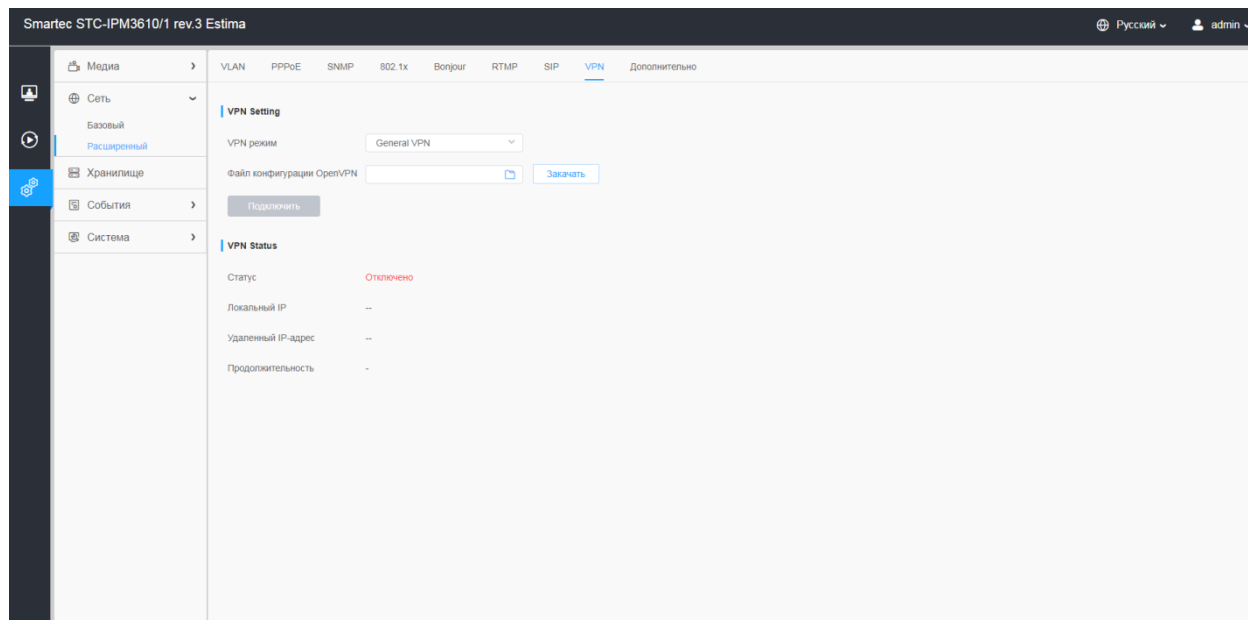 Smartec STC-IPM3610/1 rev.3 Estima
Русский
admin
Медиа
Сеть
Базовый
Расширенный
Хранилище
События
Система
VLAN PPPoE SNMP 802.1x Bonjour RTMP SIP VPN Дополнительно
VPN Setting
VPN режим General VPN
Файл конфигурации OpenVPN Закачать
Подключить
VPN Status
Статус Отключено
Локальный IP --
Удаленный IP-адрес --
Продолжительность -